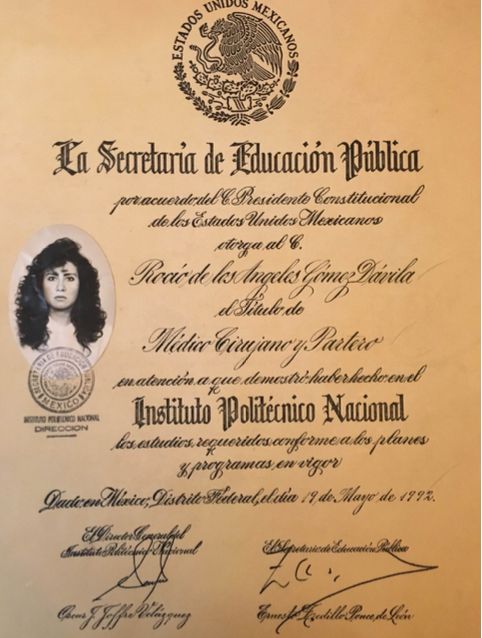 ESTADOS UNIDOS MEXICANOS
La Secretaría de Educación Pública
por acuerdo del C. Presidente Constitucional
de los Estados Unidos Mexicanos
otorga al C.
Rocío de los Angeles Gómez Dávila
el Título de
Médico Cirujano y Partero
en atención a que demostró haber hecho en el
Instituto Politécnico Nacional
los estudios requeridos conforme a los planes
y programas en vigor
Dado en México, Distrito Federal, el día 19 de Mayo de 1992.
MEXICO
INSTITUTO POLITECNICO NACIONAL
DIRECCION
El Director General del
Instituto Politécnico Nacional
Oscar J. Joffre Velázquez
El Secretario de Educación Pública
Ernesto Zedillo Ponce de León